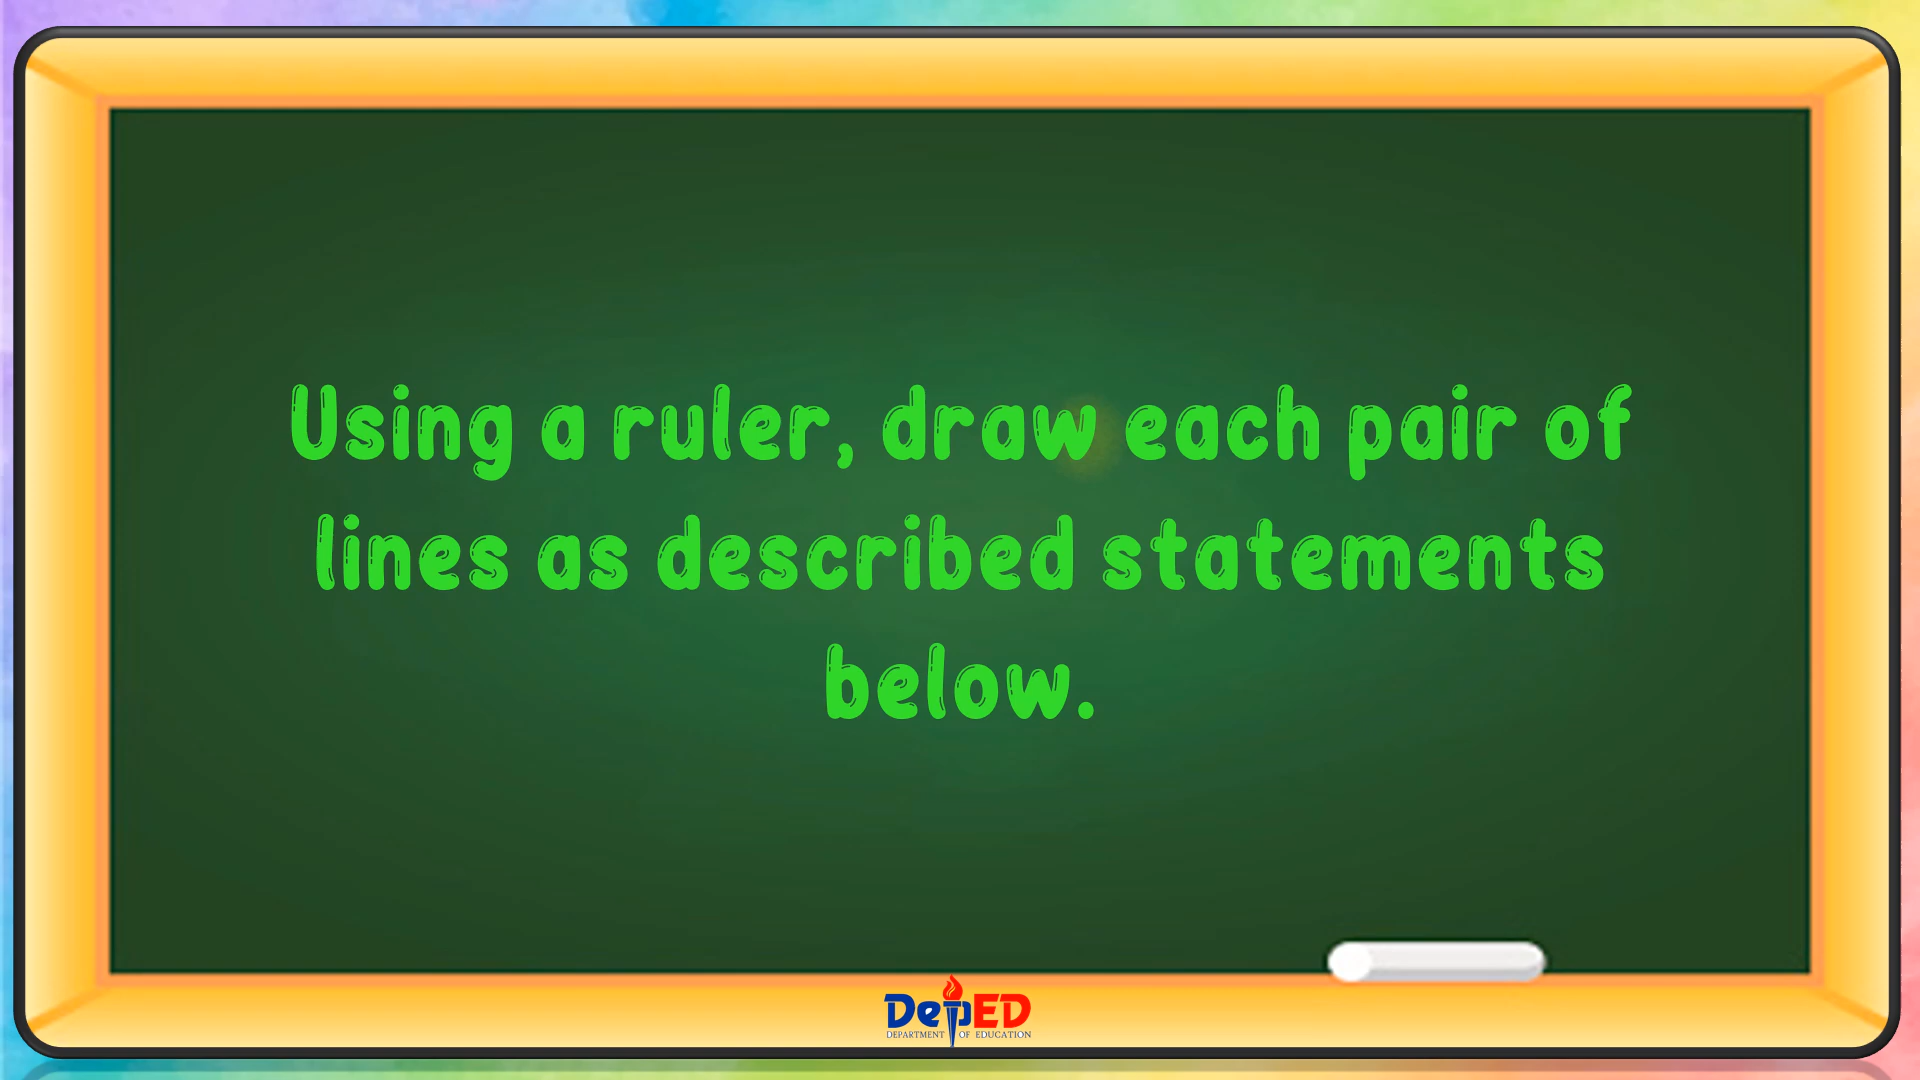 Using a ruler, draw each pair of
lines as described statements
below.
DepED
DEPARTMENT OF EDUCATION